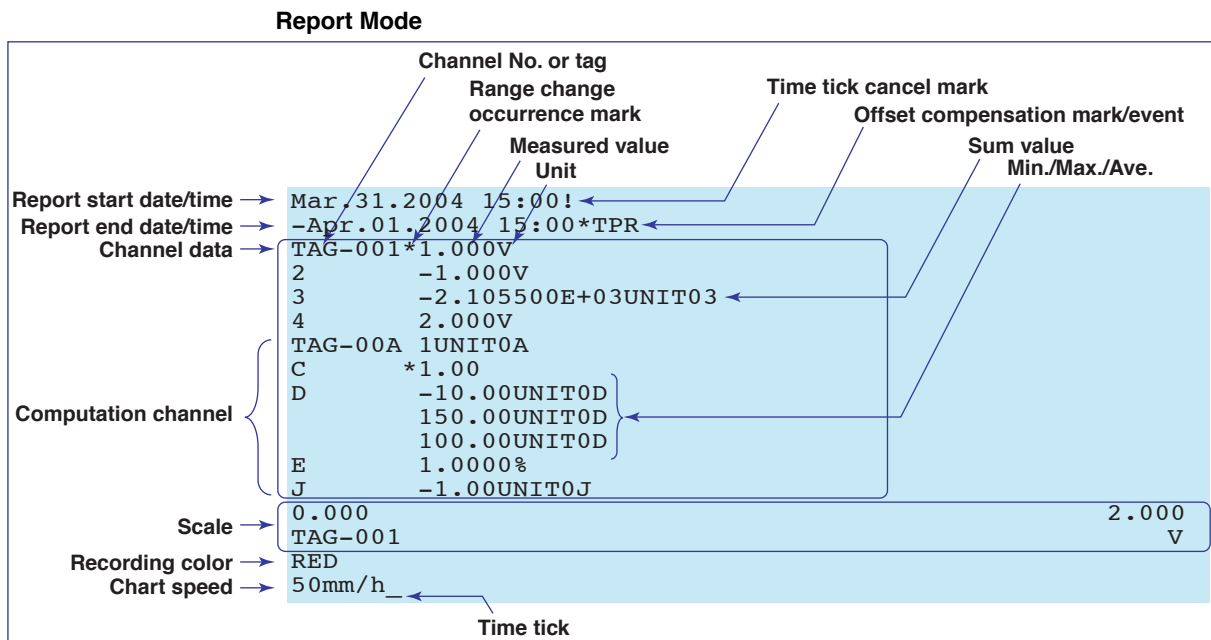 Report Mode
Channel No. or tag
Range change
occurrence mark
Time tick cancel mark
Offset compensation mark/event
Measured value
Sum value
Unit
Min./Max./Ave.
Report start date/time
Mar.31.2004 15:00!
Report end date/time
-Apr.01.2004 15:00*TPR
Channel data
TAG-001*1.000V
2 -1.000V
3 -2.105500E+03UNIT03
4 2.000V
TAG-00A 1UNIT0A
C *1.00
D -10.00UNIT0D
Computation channel
150.00UNIT0D
100.00UNIT0D
E 1.0000%
J -1.00UNIT0J
Scale
0.000 2.000
TAG-001 V
Recording color
RED
Chart speed
50mm/h_
Time tick